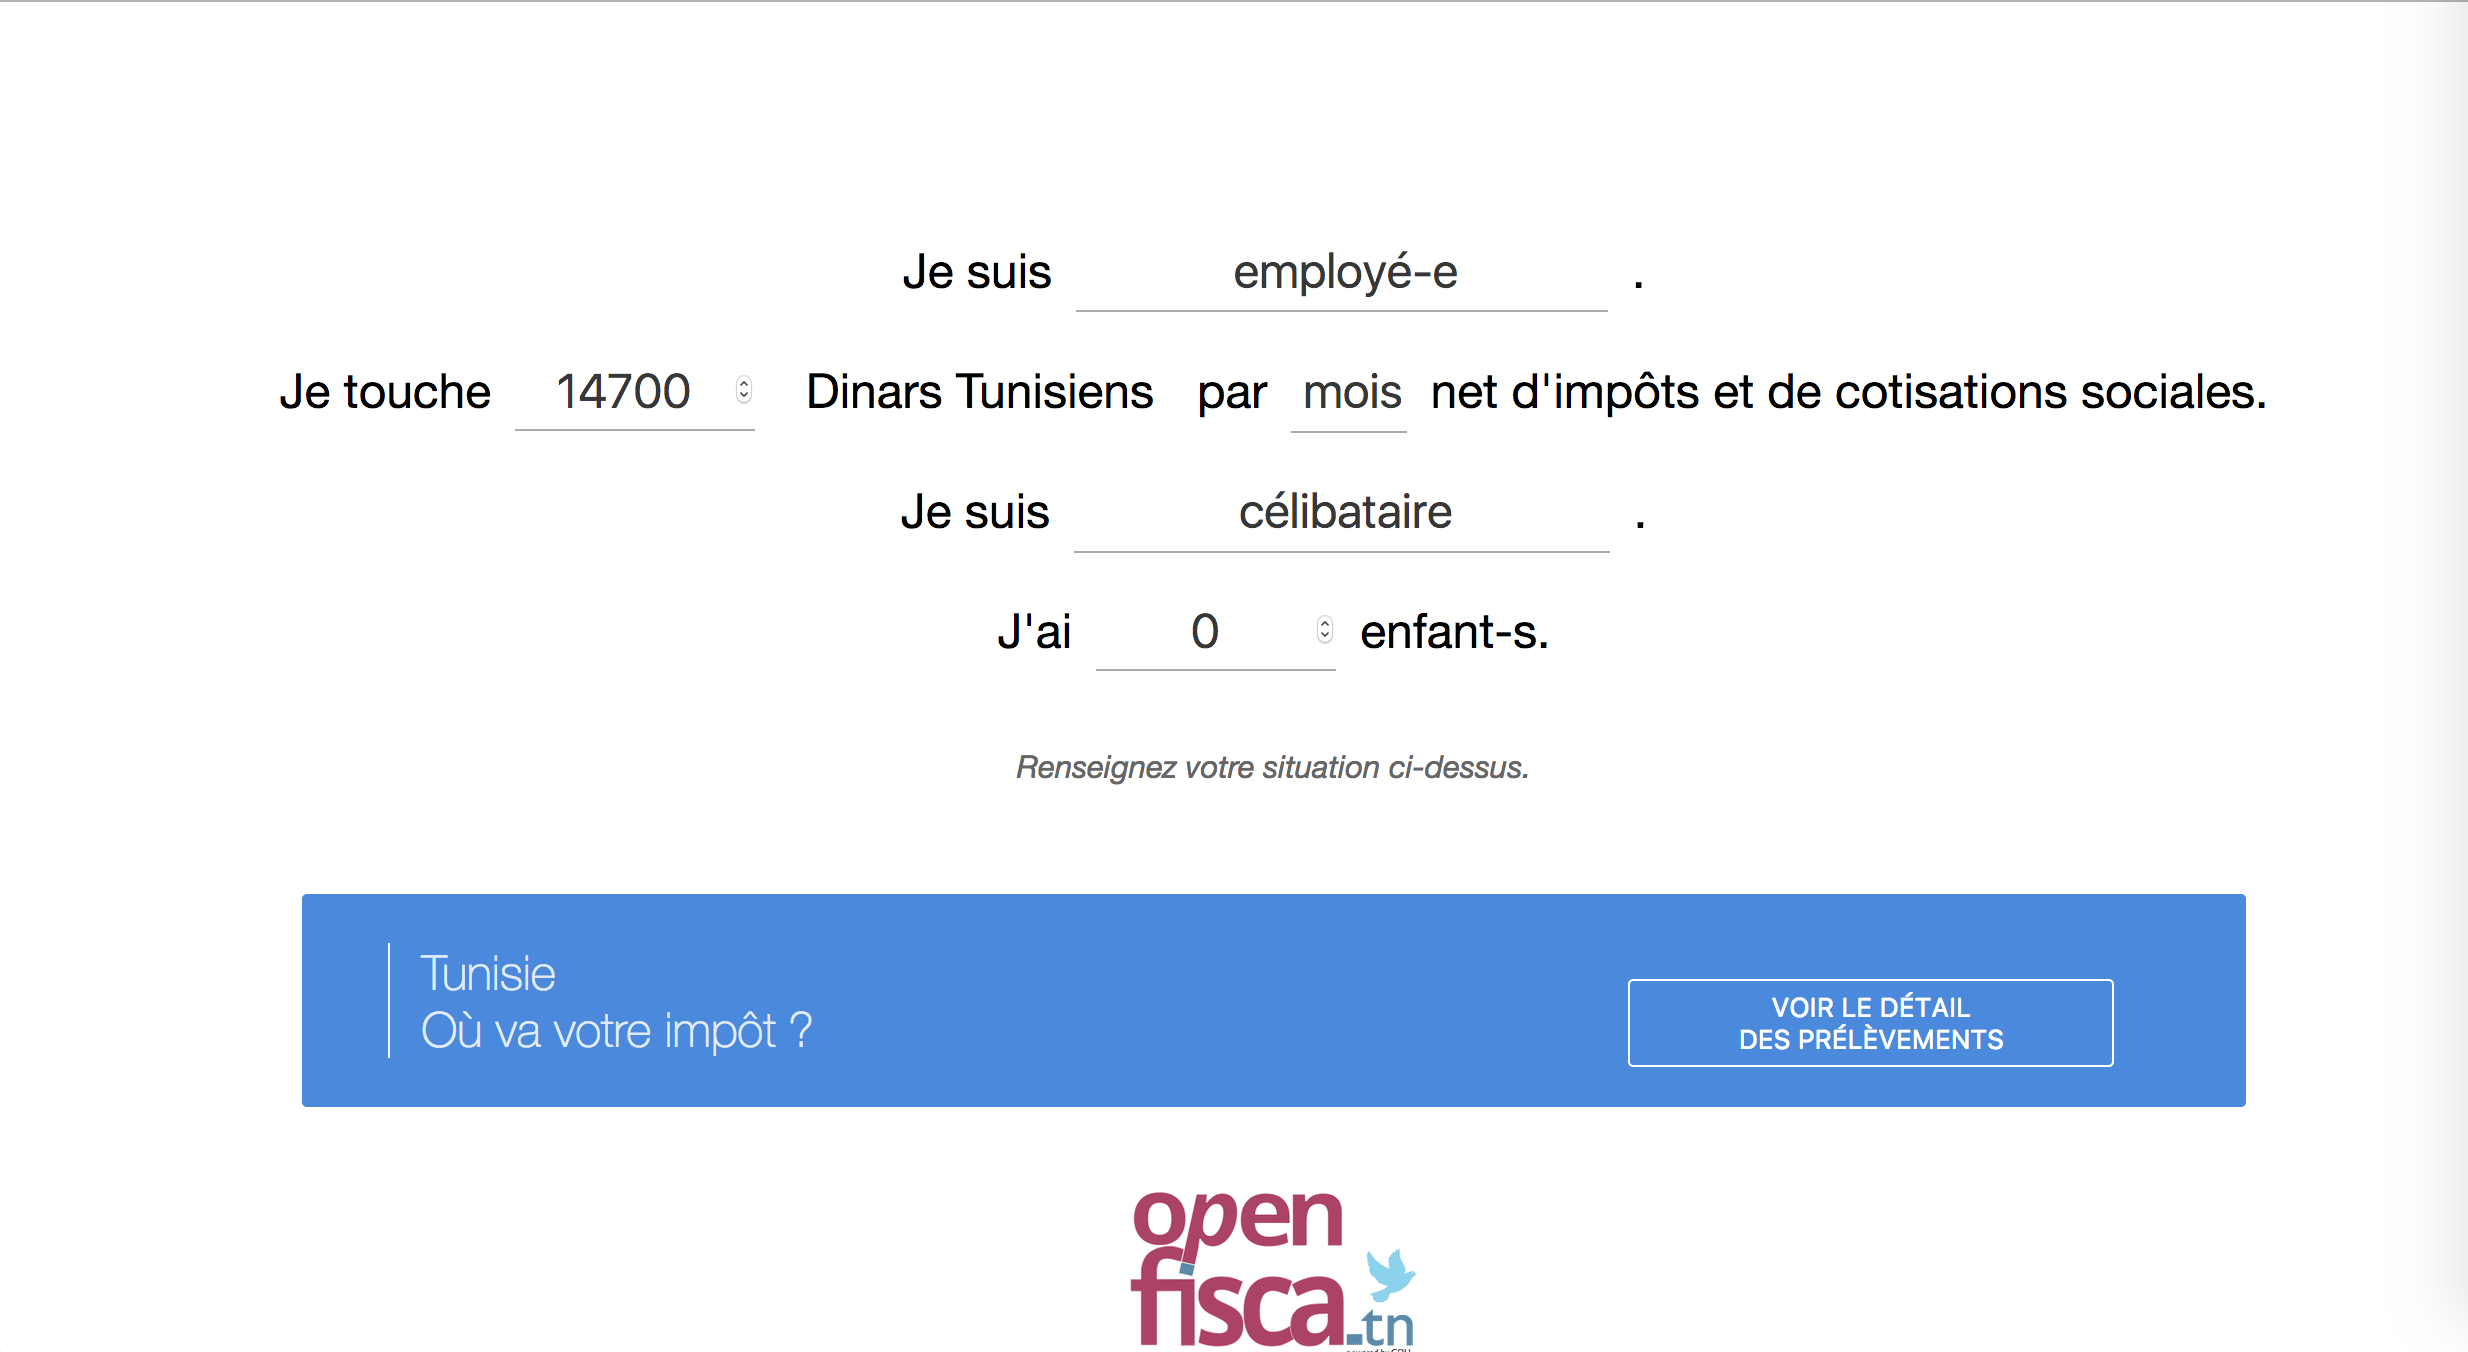 Je suis employé-e .
Je touche 14700 Dinars Tunisiens par mois net d'impôts et de cotisations sociales.
Je suis célibataire .
J'ai 0 enfant-s.
Renseignez votre situation ci-dessus.
Tunisie
Où va votre impôt ?
VOIR LE DÉTAIL
DES PRÉLÈVEMENTS
open
fisca
-tn